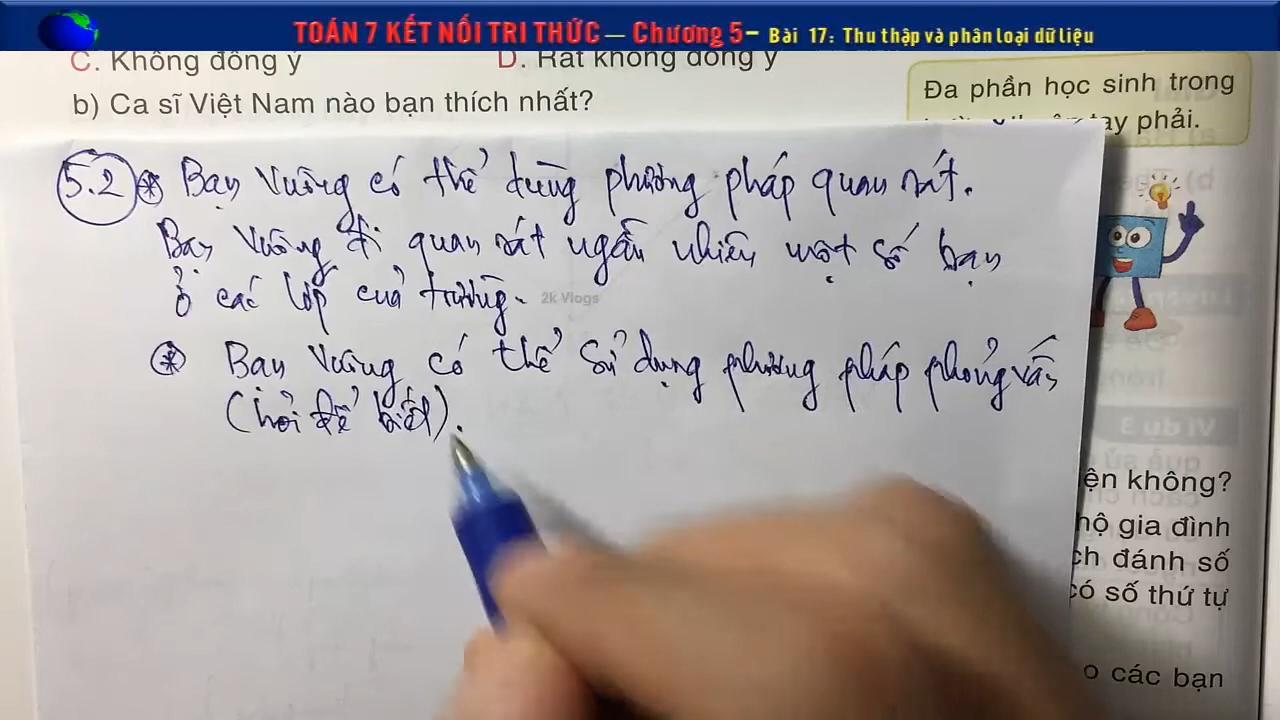 TOÁN 7 KẾT NỐI TRI THỨC – Chương 5 – Bài 17: Thu thập và phân loại dữ liệu
C. Không đồng ý
D. Rất không đồng ý
b) Ca sĩ Việt Nam nào bạn thích nhất?
Đa phần học sinh trong
tay phải.
5.2 * Bạn Vuông có thể dùng phương pháp quan sát.
Bạn Vuông đi quan sát ngẫu nhiên một số bạn
ở các lớp của trường.
2k Vlogs
* Bạn Vuông có thể sử dụng phương pháp phỏng vấn
(hỏi để biết).
Ví dụ 3
không?
hộ gia đình
đánh số
có số thứ tự
các bạn